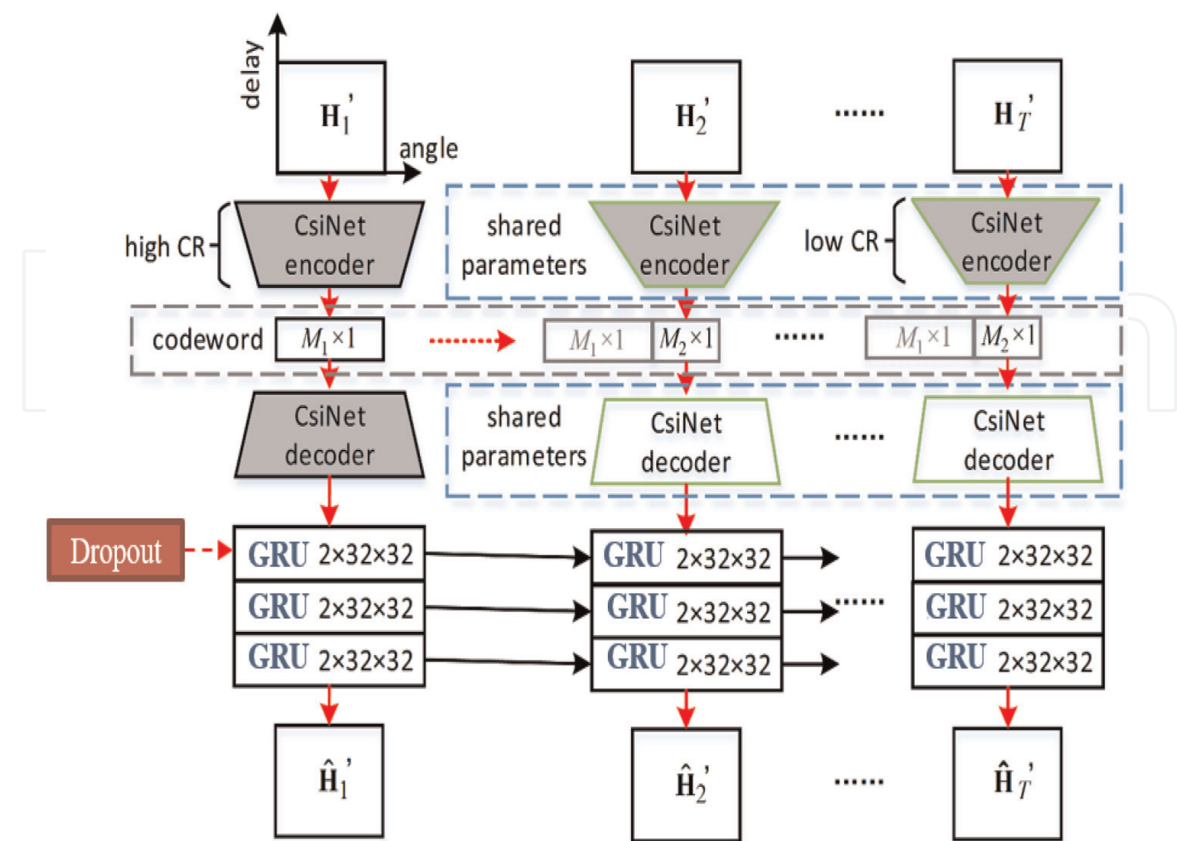 delay
H₁'
H₂'
......
H_T'
angle
high CR
CsiNet
encoder
shared
parameters
CsiNet
encoder
low CR
CsiNet
encoder
codeword
M₁×1
M₁×1
M₂×1
......
M₁×1
M₂×1
CsiNet
decoder
shared
parameters
CsiNet
decoder
......
CsiNet
decoder
Dropout
GRU 2×32×32
GRU 2×32×32
GRU 2×32×32
GRU 2×32×32
GRU 2×32×32
GRU 2×32×32
......
GRU 2×32×32
GRU 2×32×32
GRU 2×32×32
Ĥ₁'
Ĥ₂'
......
Ĥ_T'